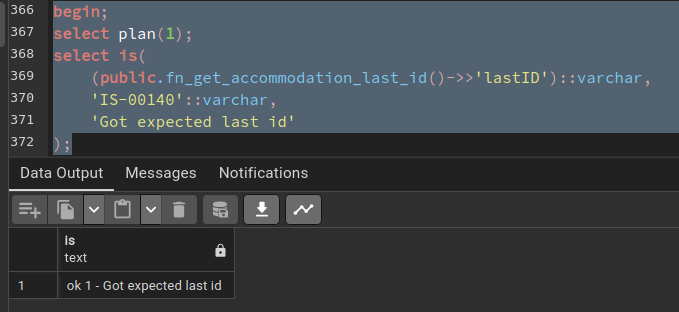 366 begin;
367 select plan(1);
368 select is(
369 (public.fn_get_accommodation_last_id()->>'lastID')::varchar,
370 'IS-00140'::varchar,
371 'Got expected last id'
372 );
Data Output Messages Notifications
is
text
1 ok 1 - Got expected last id